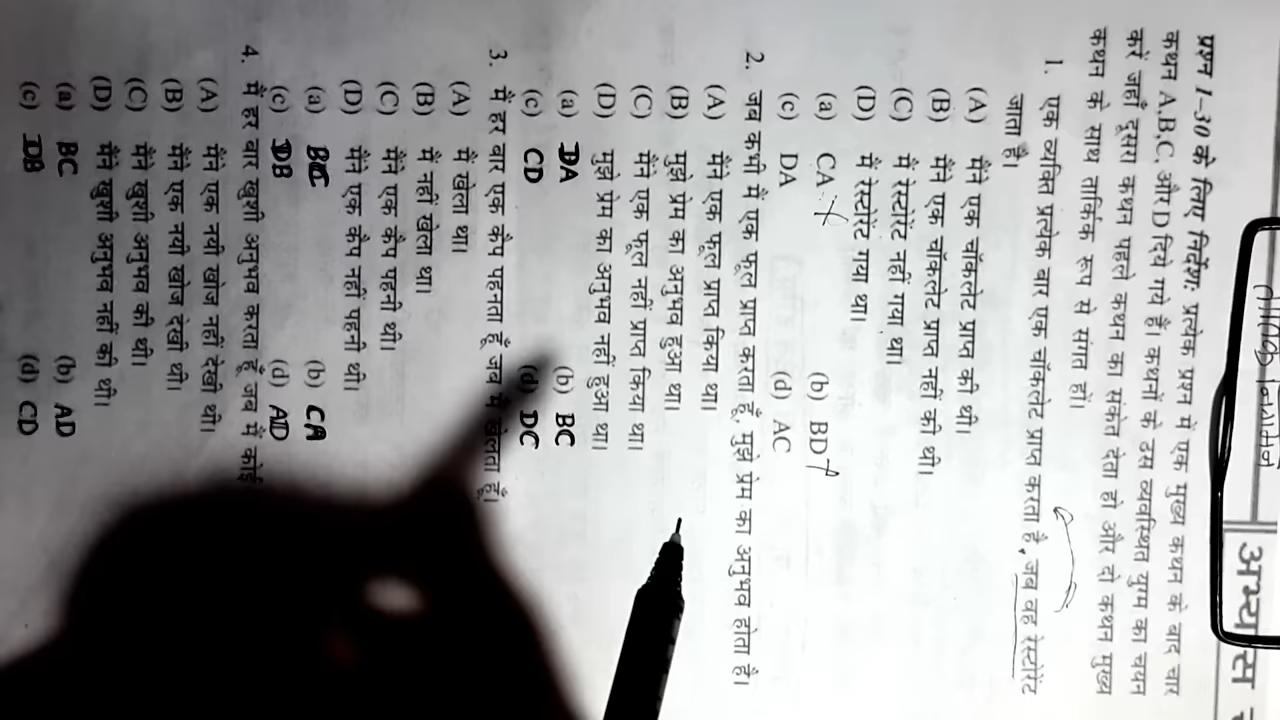 तार्किक निगमन
अभ्यास
प्रश्न 1-30 के लिए निर्देश: प्रत्येक प्रश्न में एक मुख्य कथन के बाद चार
कथन A,B,C, और D दिये गये हैं। कथनों के उस व्यवस्थित युग्म का चयन
करें जहाँ दूसरा कथन पहले कथन का संकेत देता हो और दो कथन मुख्य
कथन के साथ तार्किक रूप से संगत हों।
1. एक व्यक्ति प्रत्येक बार एक चॉकलेट प्राप्त करता है, जब वह रेस्टोरेंट
जाता है।
(A) मैंने एक चॉकलेट प्राप्त की थी।
(B) मैंने एक चॉकलेट प्राप्त नहीं की थी।
(C) मैं रेस्टोरेंट नहीं गया था।
(D) मैं रेस्टोरेंट गया था।
(a) CA (b) BD
(c) DA (d) AC
2. जब कभी मैं एक फूल प्राप्त करता हूँ, मुझे प्रेम का अनुभव होता है।
(A) मैंने एक फूल प्राप्त किया था।
(B) मुझे प्रेम का अनुभव हुआ था।
(C) मैंने एक फूल नहीं प्राप्त किया था।
(D) मुझे प्रेम का अनुभव नहीं हुआ था।
(a) DA (b) BC
(c) CD (d) DC
3. मैं हर बार एक कैप पहनता हूँ जब मैं खेलता हूँ।
(A) मैं खेला था।
(B) मैं नहीं खेला था।
(C) मैंने एक कैप पहनी थी।
(D) मैंने एक कैप नहीं पहनी थी।
(a) BC (b) CA
(c) DB (d) AD
4. मैं हर बार खुशी अनुभव करता हूँ जब मैं कोई
(A) मैंने एक नयी खोज नहीं देखी थी।
(B) मैंने एक नयी खोज देखी थी।
(C) मैंने खुशी अनुभव की थी।
(D) मैंने खुशी अनुभव नहीं की थी।
(a) BC (b) AD
(c) DB (d) CD